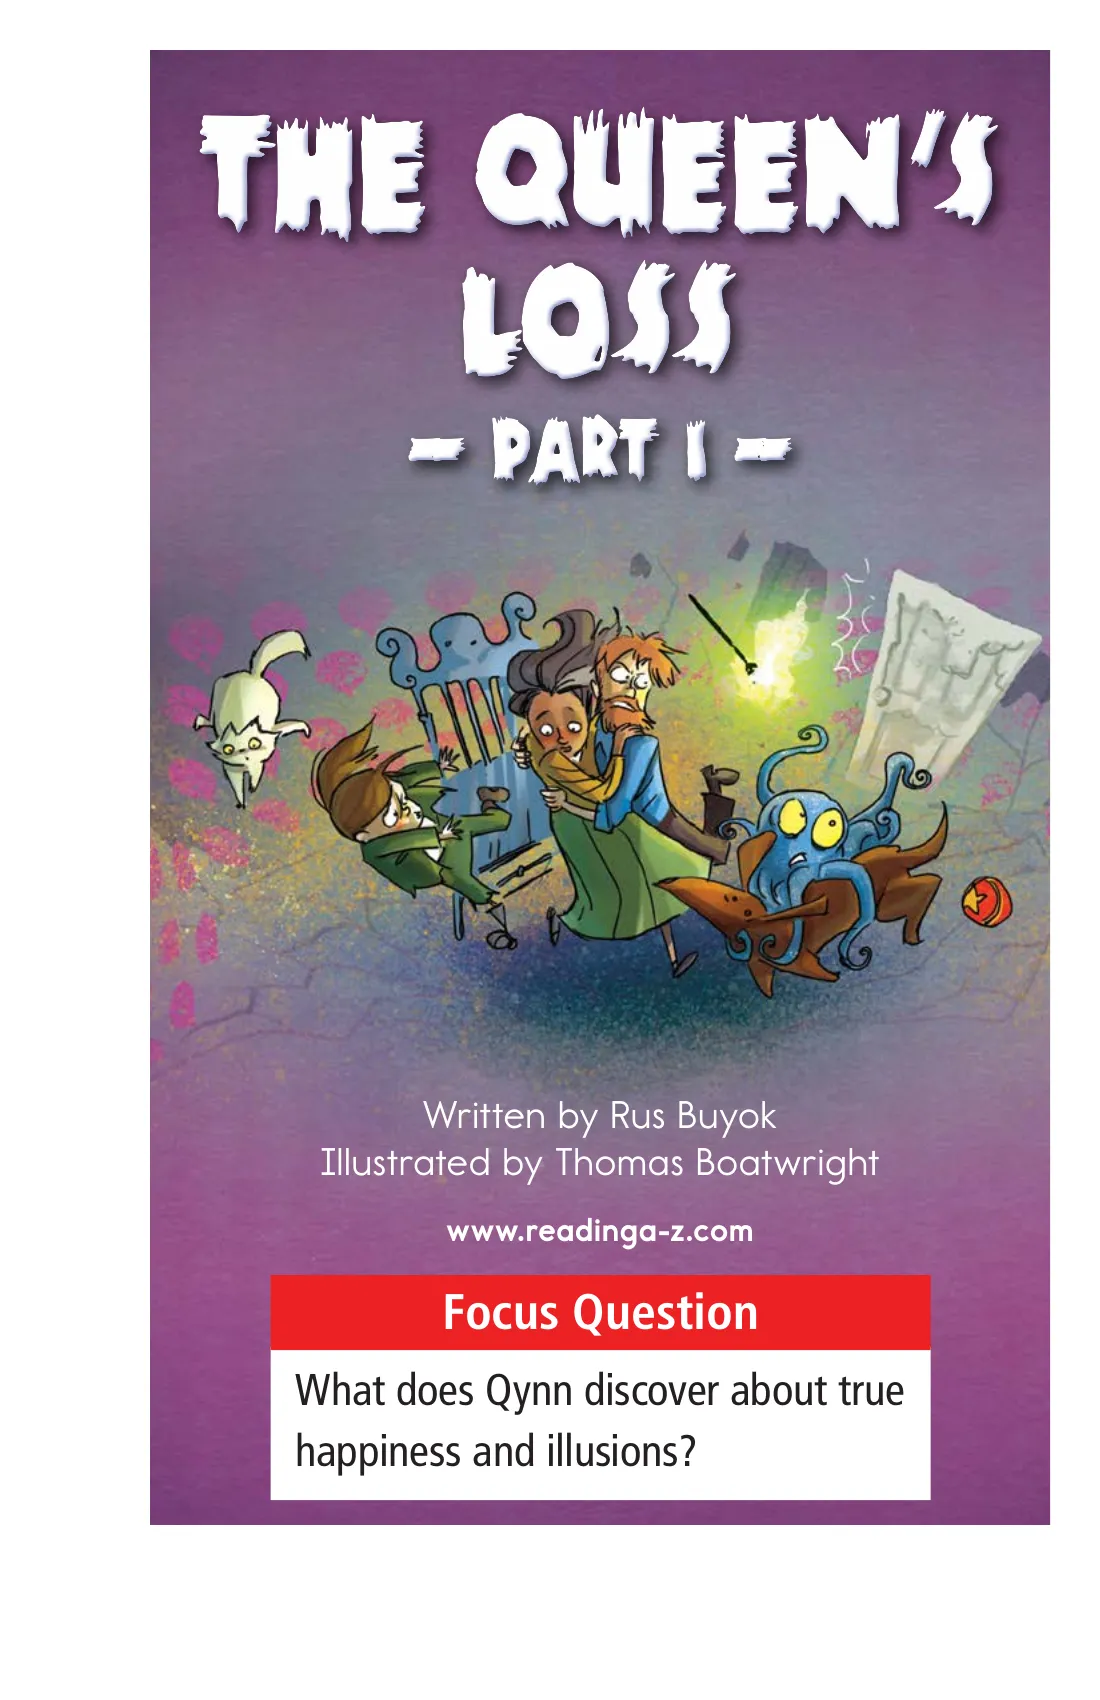 THE QUEEN'S
LOSS
– PART I –
Written by Rus Buyok
Illustrated by Thomas Boatwright
www.readinga-z.com
Focus Question
What does Qynn discover about true
happiness and illusions?